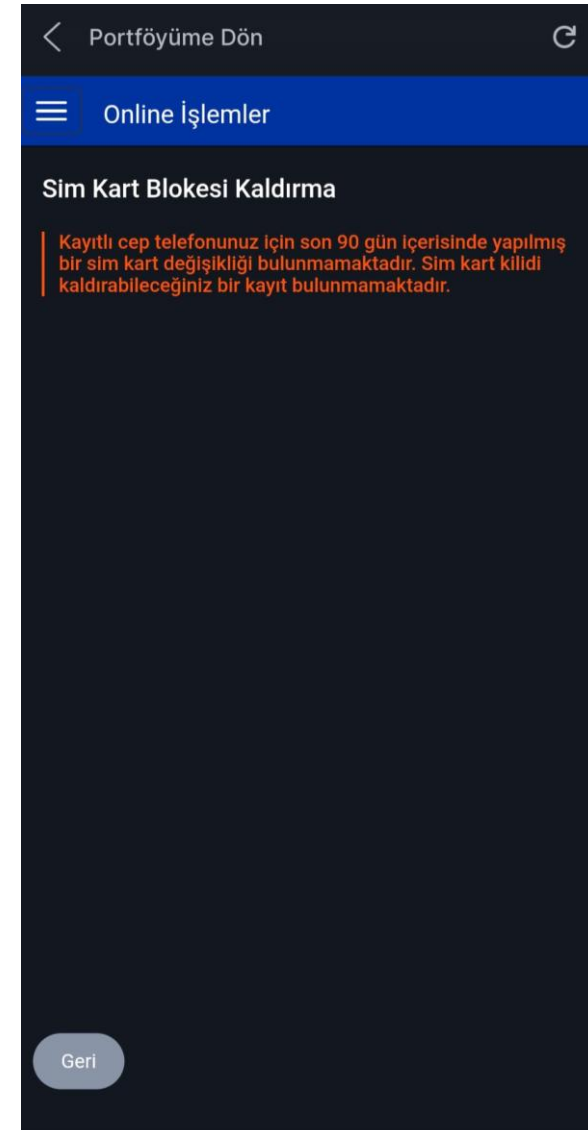 Portföyüme Dön
Online İşlemler
Sim Kart Blokesi Kaldırma
Kayıtlı cep telefonunuz için son 90 gün içerisinde yapılmış
bir sim kart değişikliği bulunmamaktadır. Sim kart kilidi
kaldırabileceğiniz bir kayıt bulunmamaktadır.
Geri